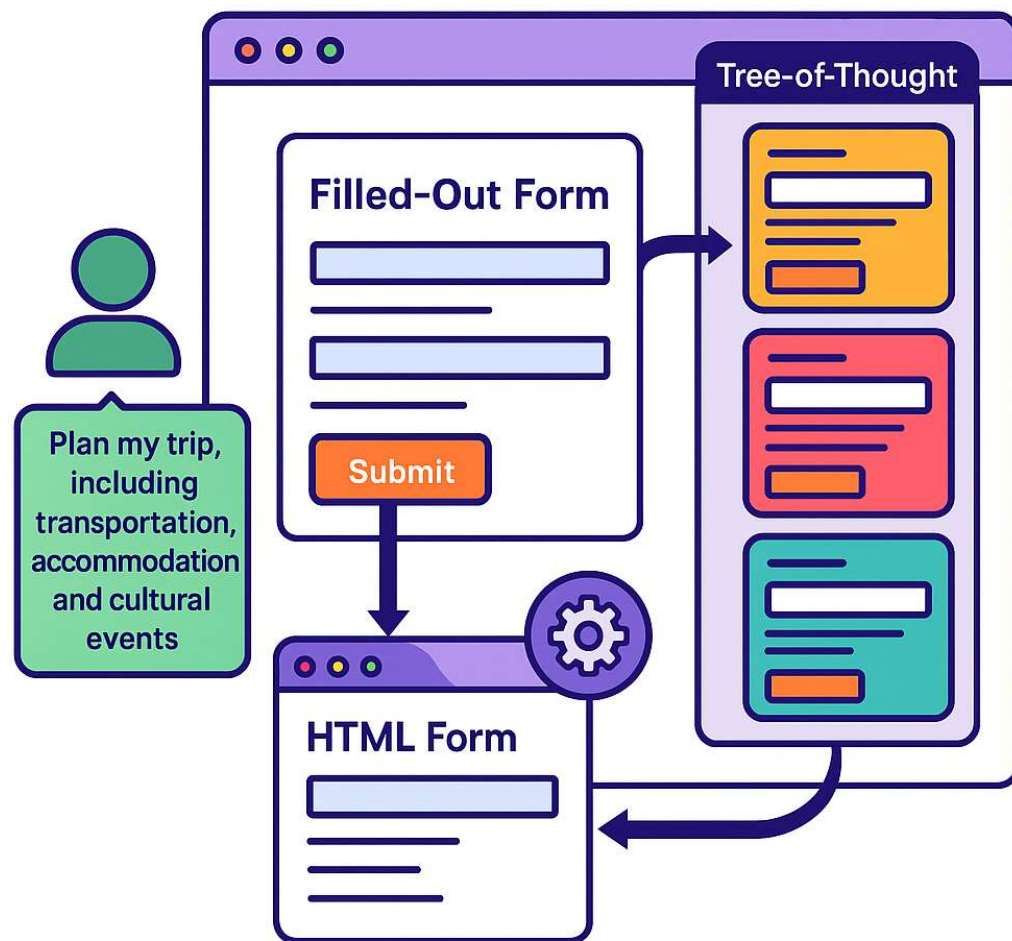 Tree-of-Thought
Filled-Out Form
Submit
Plan my trip,
including
transportation,
accommodation
and cultural
events
HTML Form